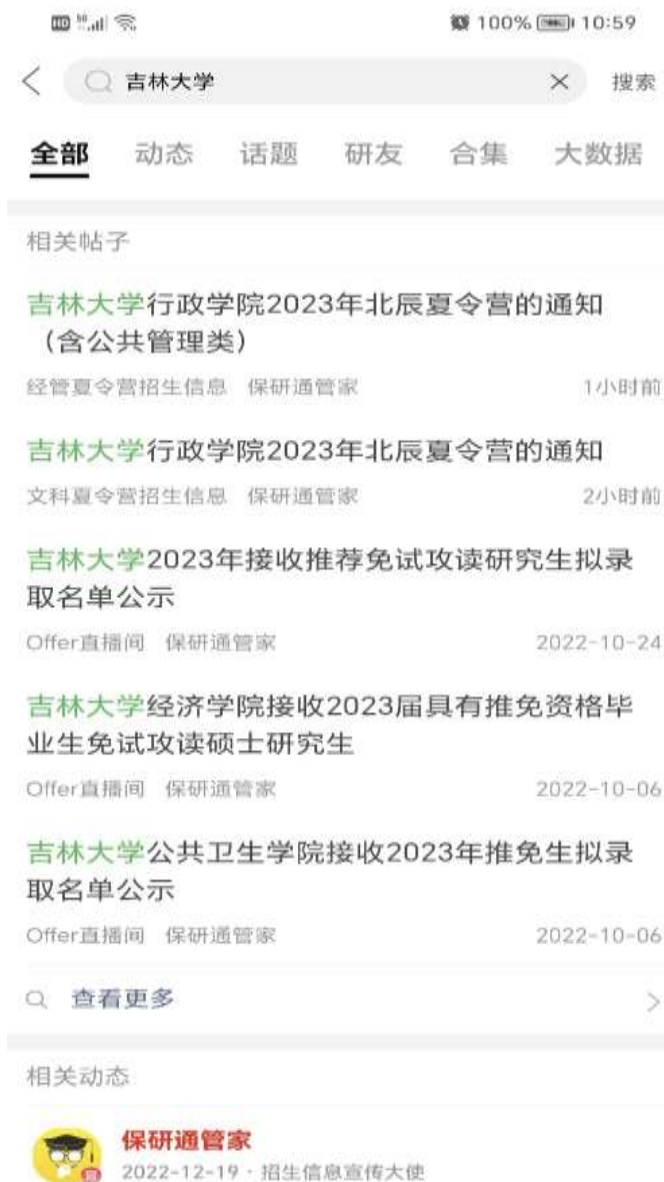 100% 10:59
吉林大学 搜索
全部 动态 话题 研友 合集 大数据
相关帖子
吉林大学行政学院2023年北辰夏令营的通知
（含公共管理类）
经管夏令营招生信息 保研通管家 1小时前
吉林大学行政学院2023年北辰夏令营的通知
文科夏令营招生信息 保研通管家 2小时前
吉林大学2023年接收推荐免试攻读研究生拟录
取名单公示
Offer直播间 保研通管家 2022-10-24
吉林大学经济学院接收2023届具有推免资格毕
业生免试攻读硕士研究生
Offer直播间 保研通管家 2022-10-06
吉林大学公共卫生学院接收2023年推免生拟录
取名单公示
Offer直播间 保研通管家 2022-10-06
查看更多
相关动态
保研通管家
2022-12-19 · 招生信息宣传大使